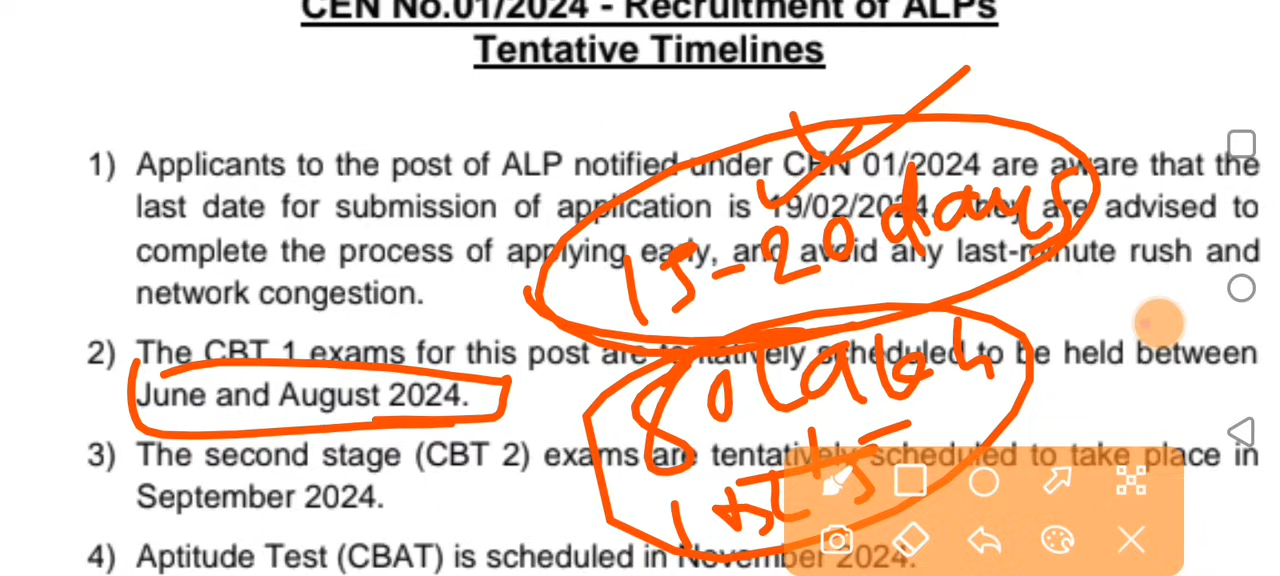 CEN No.01/2024 - Recruitment of ALPs
Tentative Timelines
1) Applicants to the post of ALP notified under CEN 01/2024 are aware that the
last date for submission of application is 19/02/2024. They are advised to
complete the process of applying early, and avoid any last-minute rush and
network congestion.
15-20 days
2) The CBT 1 exams for this post are tentatively scheduled to be held between
June and August 2024.
80 lakh
3) The second stage (CBT 2) exams are tentatively scheduled to take place in
September 2024.
4) Aptitude Test (CBAT) is scheduled in November 2024.